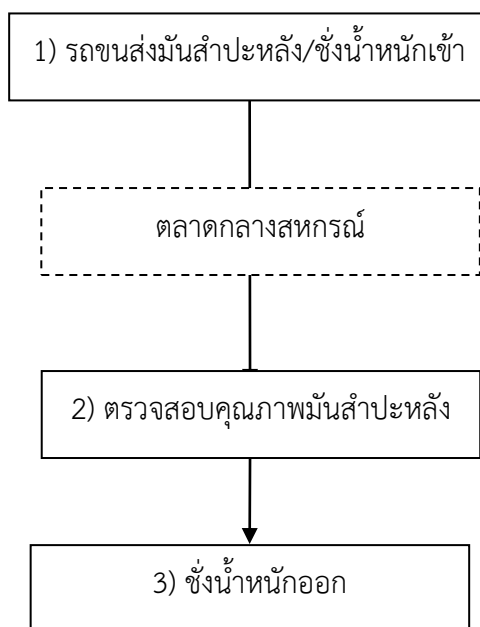 1) รถขนส่งมันสำปะหลัง/ชั่งน้ำหนักเข้า
ตลาดกลางสหกรณ์
2) ตรวจสอบคุณภาพมันสำปะหลัง
3) ชั่งน้ำหนักออก